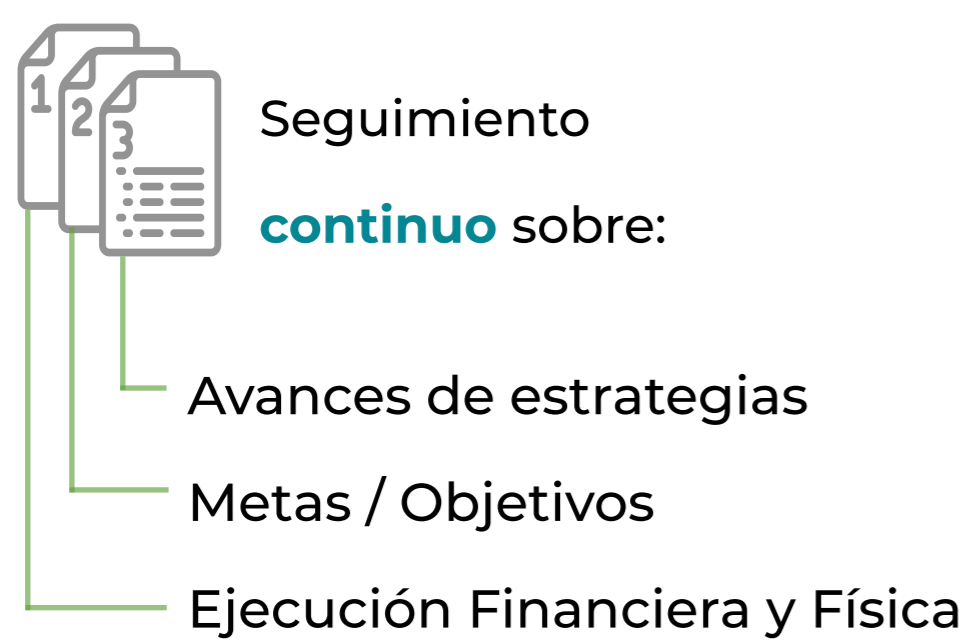 1
2
3
Seguimiento
continuo sobre:
Avances de estrategias
Metas / Objetivos
Ejecución Financiera y Física